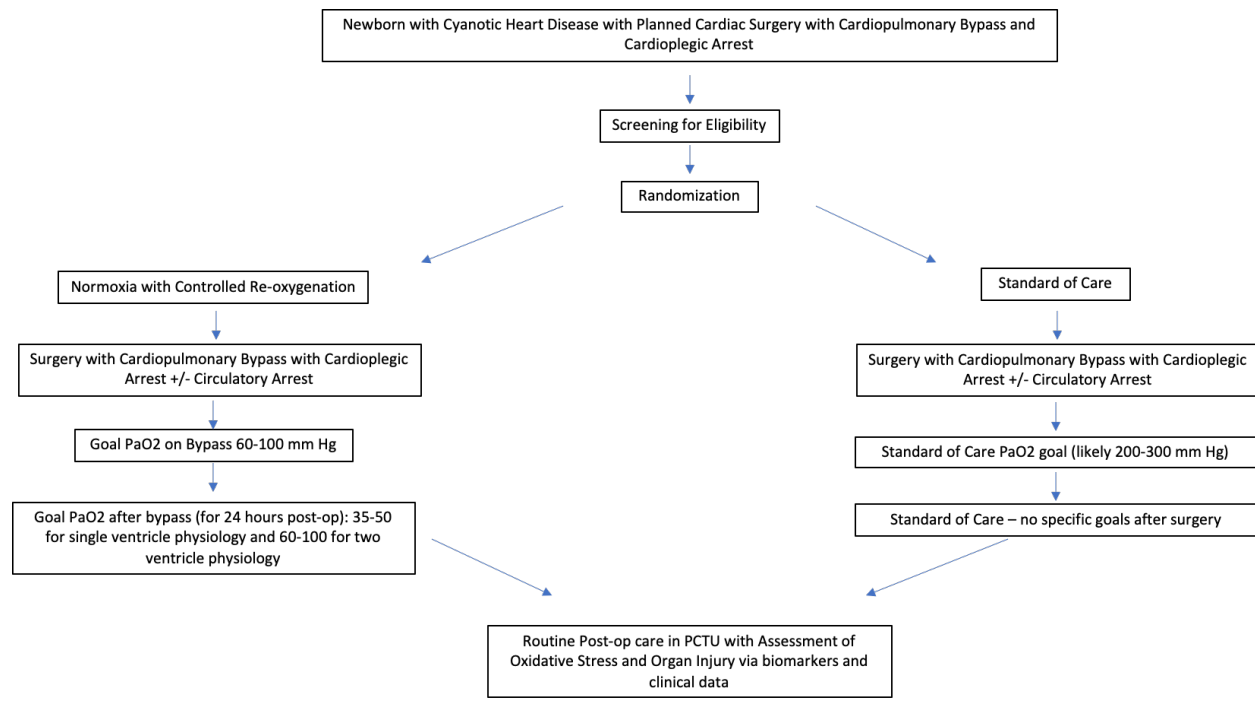 Newborn with Cyanotic Heart Disease with Planned Cardiac Surgery with Cardiopulmonary Bypass and
Cardioplegic Arrest
Screening for Eligibility
Randomization
Normoxia with Controlled Re-oxygenation
Surgery with Cardiopulmonary Bypass with Cardioplegic
Arrest +/- Circulatory Arrest
Goal PaO2 on Bypass 60-100 mm Hg
Goal PaO2 after bypass (for 24 hours post-op): 35-50
for single ventricle physiology and 60-100 for two
ventricle physiology
Standard of Care
Surgery with Cardiopulmonary Bypass with Cardioplegic
Arrest +/- Circulatory Arrest
Standard of Care PaO2 goal (likely 200-300 mm Hg)
Standard of Care – no specific goals after surgery
Routine Post-op care in PCTU with Assessment of
Oxidative Stress and Organ Injury via biomarkers and
clinical data